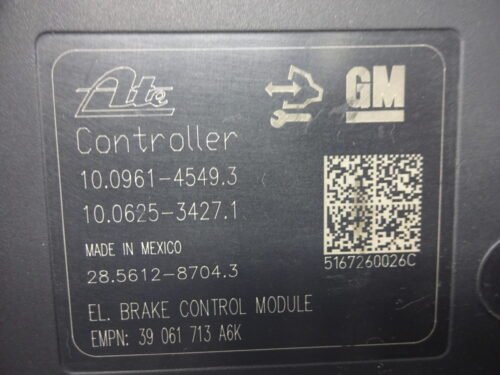 Ate
GM
Controller
10.0961-4549.3
10.0625-3427.1
MADE IN MEXICO
28.5612-8704.3
5167260026C
EL. BRAKE CONTROL MODULE
EMPN: 39 061 713 A6K